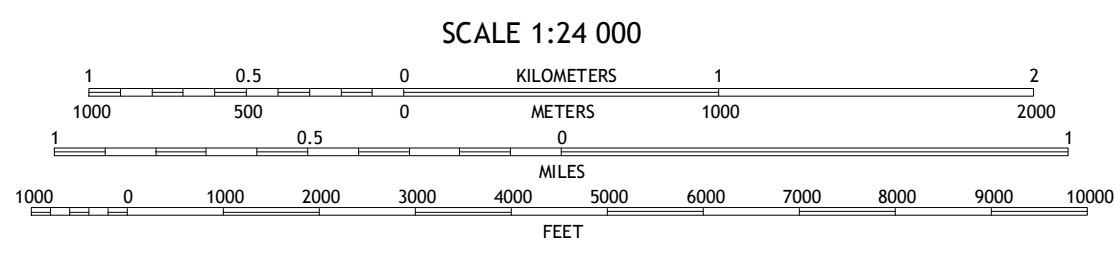 SCALE 1:24 000
1 0.5 0 KILOMETERS 1 2
1000 500 0 METERS 1000 2000
1 0.5 0 1
MILES
1000 0 1000 2000 3000 4000 5000 6000 7000 8000 9000 10000
FEET